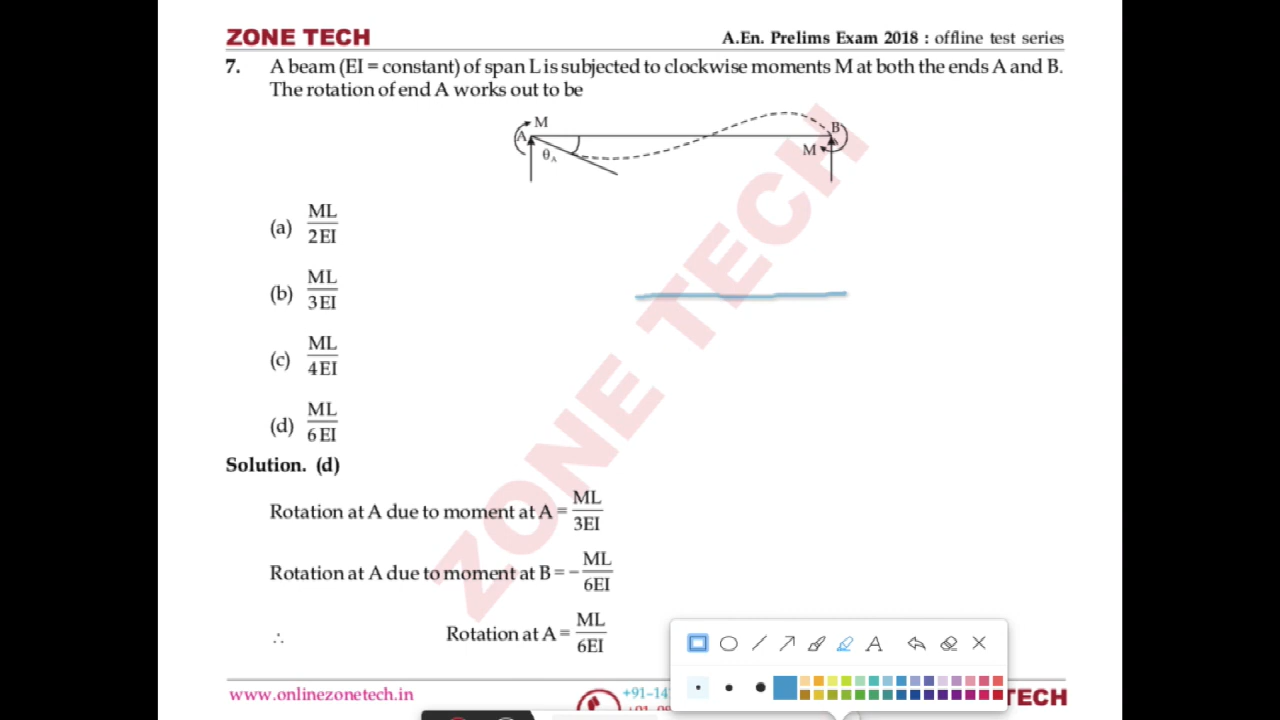 ZONE TECH
A.En. Prelims Exam 2018 : offline test series
7. A beam (EI = constant) of span L is subjected to clockwise moments M at both the ends A and B.
The rotation of end A works out to be
M
A
B
θA
M
(a) ML/2EI
(b) ML/3EI
(c) ML/4EI
(d) ML/6EI
Solution. (d)
Rotation at A due to moment at A = ML/3EI
Rotation at A due to moment at B = − ML/6EI
∴ Rotation at A = ML/6EI
ZONE TECH
A
www.onlinezonetech.in
+91-14
TECH